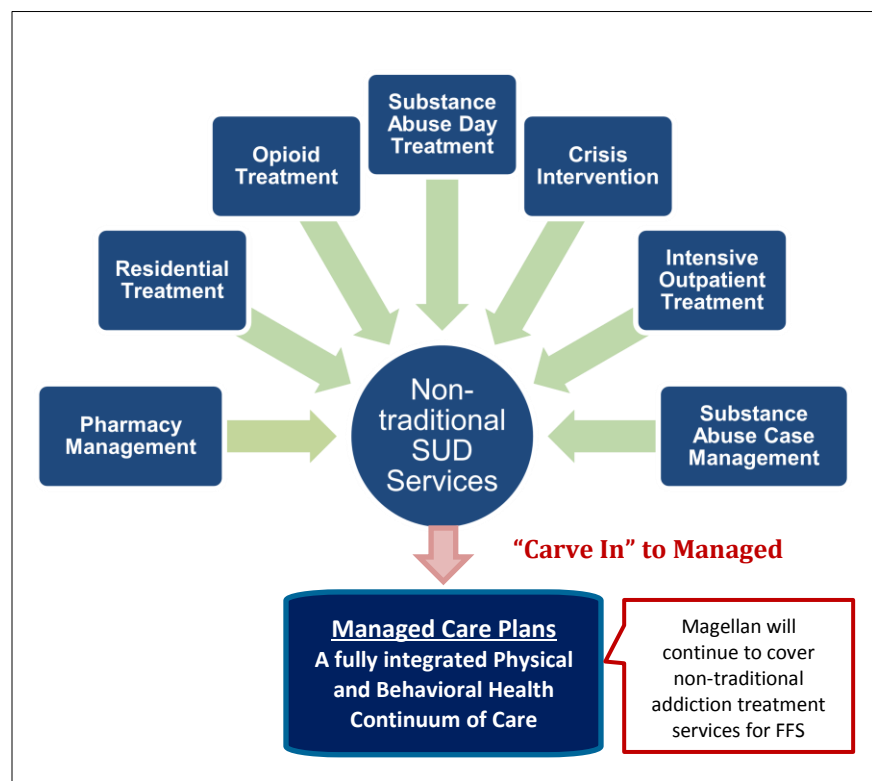 Substance
Abuse Day
Treatment
Opioid
Treatment
Crisis
Intervention
Residential
Treatment
Intensive
Outpatient
Treatment
Pharmacy
Management
Non-
traditional
SUD
Services
Substance
Abuse Case
Management
“Carve In” to Managed
Managed Care Plans
A fully integrated Physical
and Behavioral Health
Continuum of Care
Magellan will
continue to cover
non-traditional
addiction treatment
services for FFS